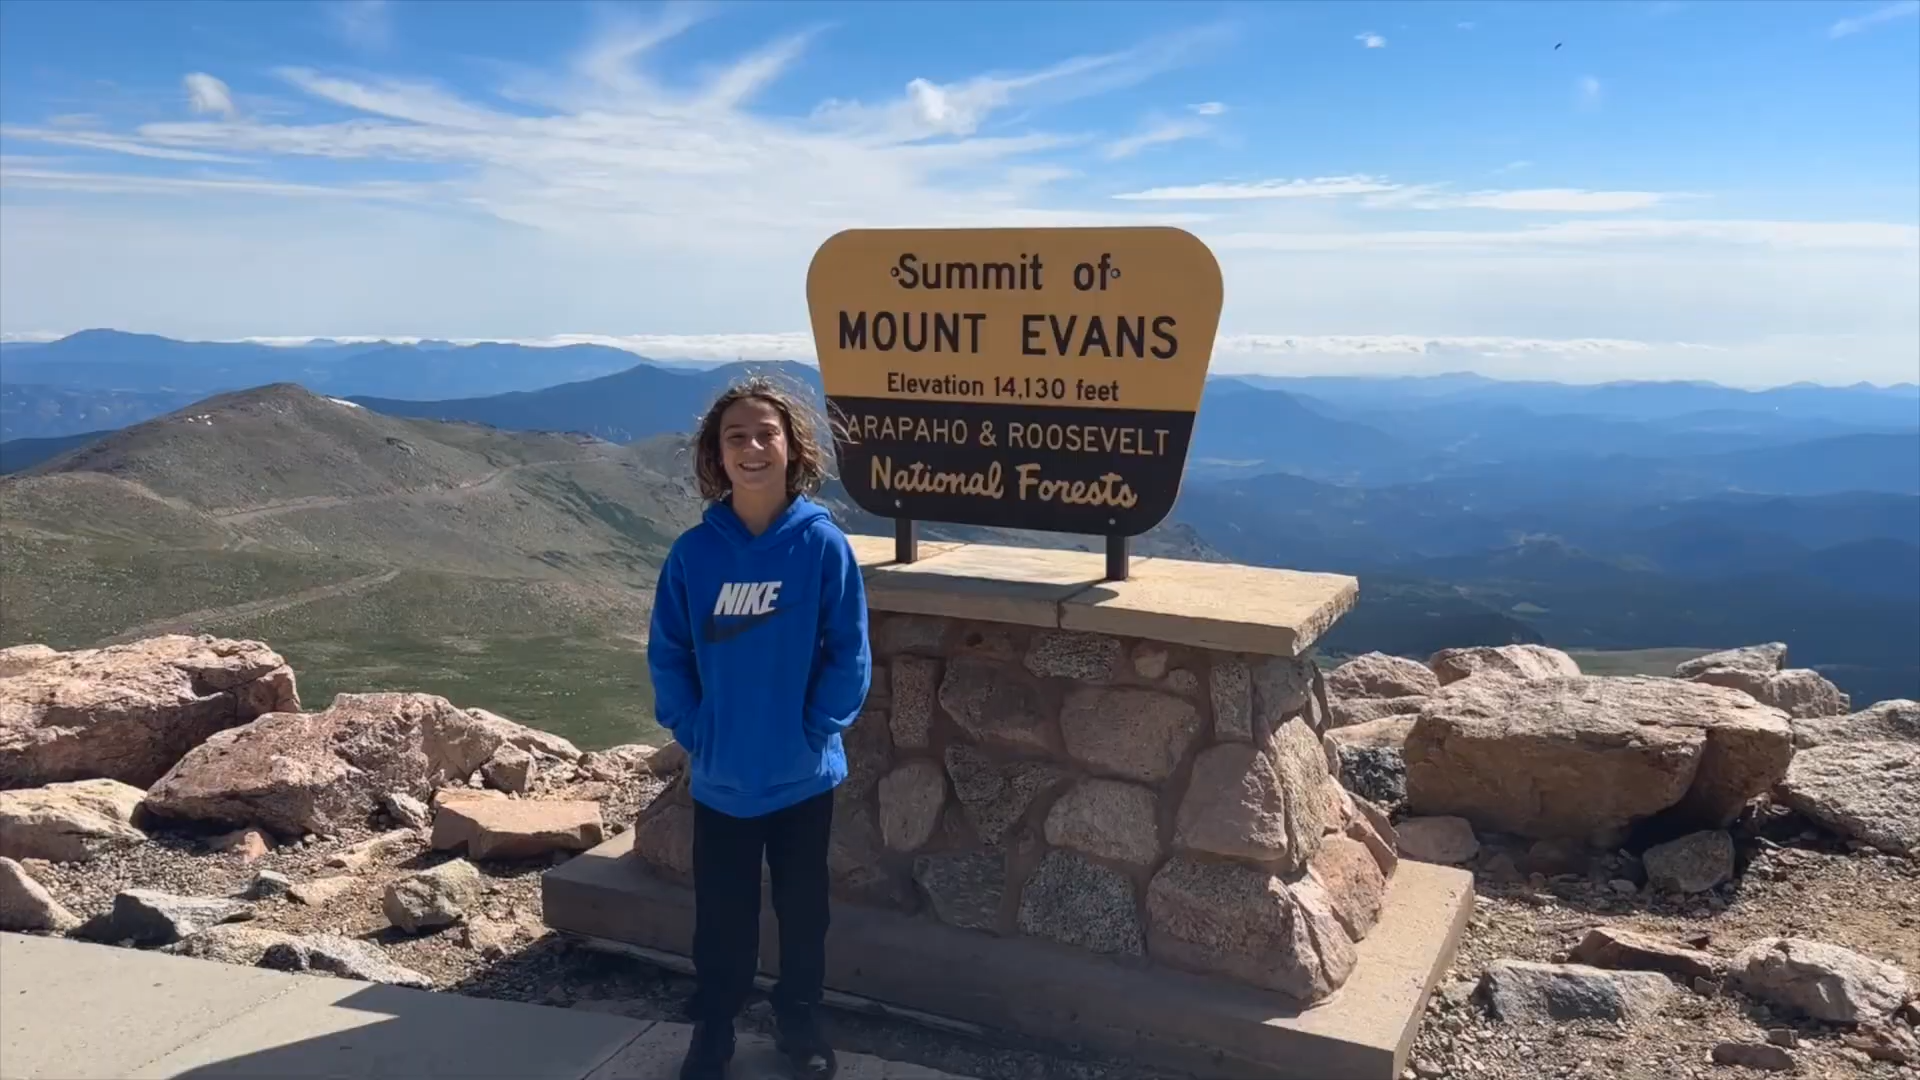 Summit of
MOUNT EVANS
Elevation 14,130 feet
ARAPAHO & ROOSEVELT
National Forests
NIKE